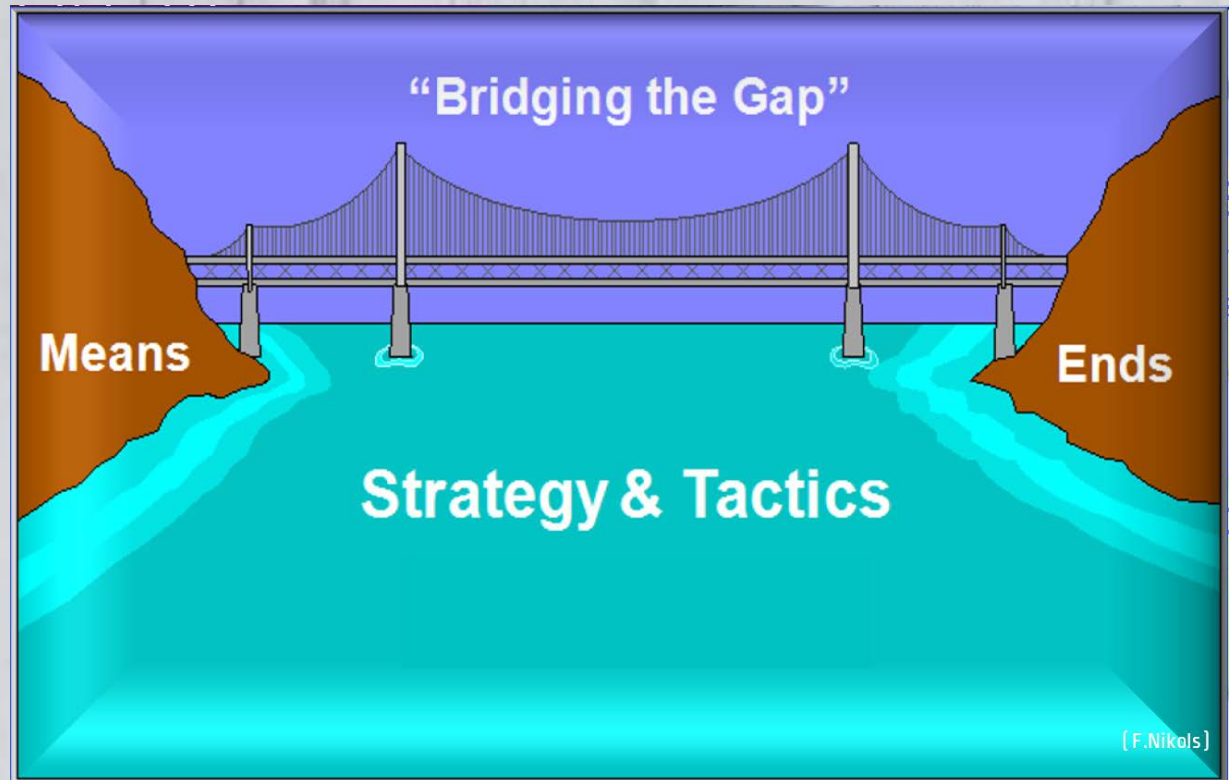 “Bridging the Gap”
Means
Ends
Strategy & Tactics
(F.Nikols)